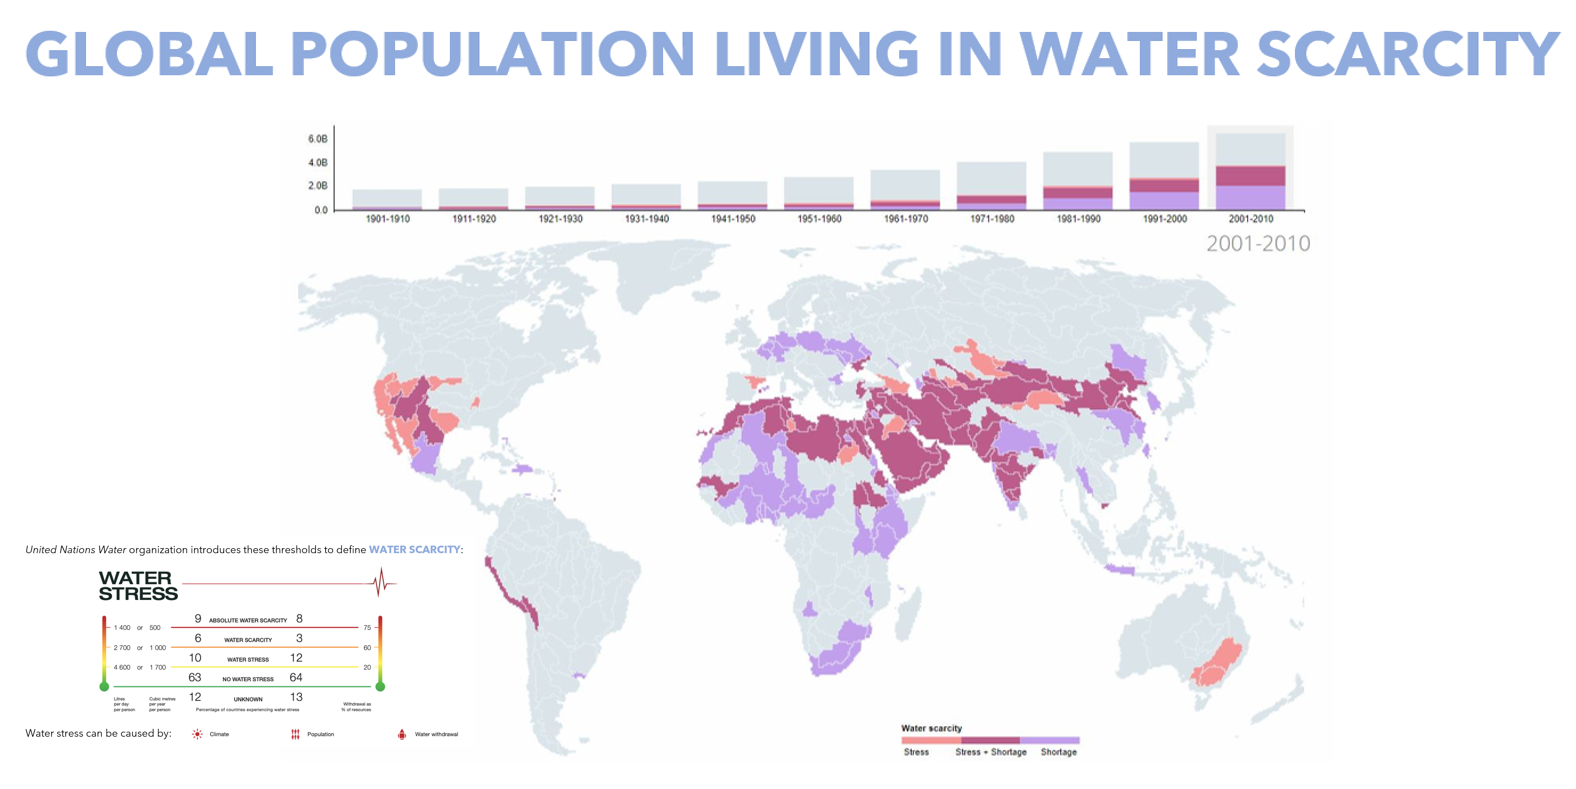 GLOBAL POPULATION LIVING IN WATER SCARCITY
6.0B
4.0B
2.0B
0.0
1901-1910 1911-1920 1921-1930 1931-1940 1941-1950 1951-1960 1961-1970 1971-1980 1981-1990 1991-2000 2001-2010
2001-2010
United Nations Water organization introduces these thresholds to define WATER SCARCITY:
WATER
STRESS
9 ABSOLUTE WATER SCARCITY 8
1 400 or 500 75
6 WATER SCARCITY 3
2 700 or 1 000 60
10 WATER STRESS 12
4 600 or 1 700 20
63 NO WATER STRESS 64
12 UNKNOWN 13
Litres
per day
per person
Cubic metres
per year
per person
Percentage of countries experiencing water stress
Withdrawal as
% of resources
Water stress can be caused by: Climate Population Water withdrawal
Water scarcity
Stress Stress + Shortage Shortage